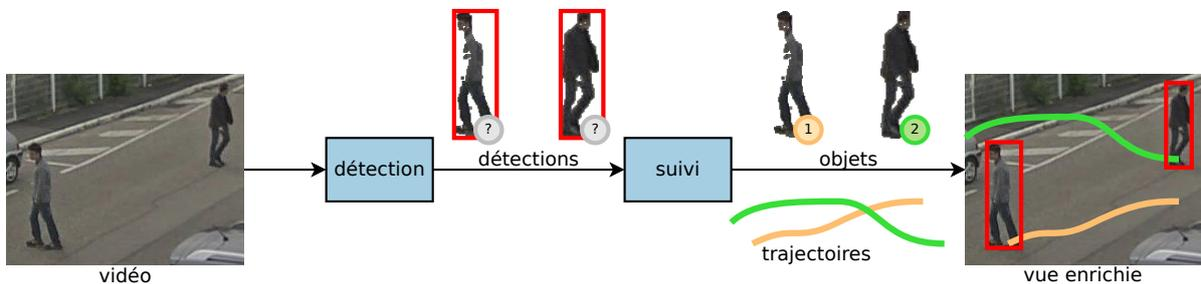 ? ?
1 2
détection
détections
suivi
objets
trajectoires
vidéo
vue enrichie